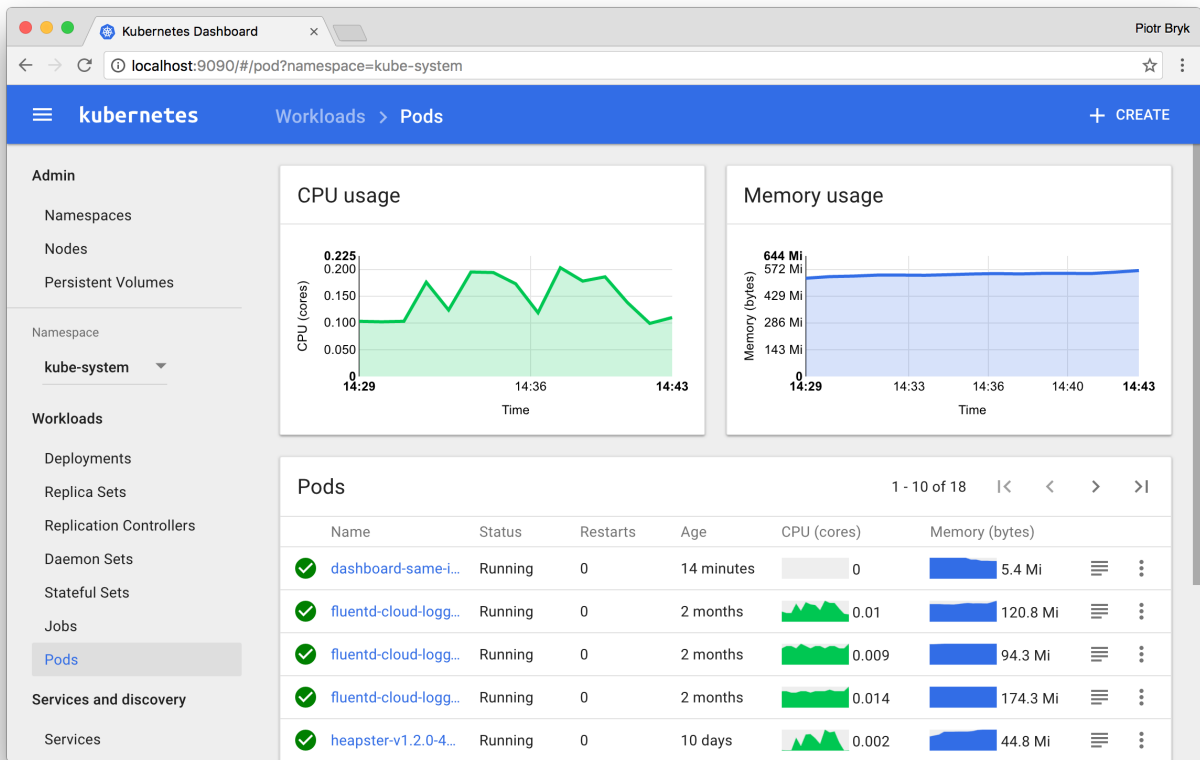 Kubernetes Dashboard
Piotr Bryk
localhost:9090/#/pod?namespace=kube-system
kubernetes
Workloads > Pods
+ CREATE
Admin
Namespaces
Nodes
Persistent Volumes
Namespace
kube-system
Workloads
Deployments
Replica Sets
Replication Controllers
Daemon Sets
Stateful Sets
Jobs
Pods
Services and discovery
Services
CPU usage
0.225
0.200
0.150
0.100
0.050
0
CPU (cores)
14:29 14:36 14:43
Time
Memory usage
644 Mi
572 Mi
429 Mi
286 Mi
143 Mi
0
Memory (bytes)
14:29 14:33 14:36 14:40 14:43
Time
Pods
1 - 10 of 18
Name Status Restarts Age CPU (cores) Memory (bytes)
dashboard-same-i... Running 0 14 minutes 0 5.4 Mi
fluentd-cloud-logg... Running 0 2 months 0.01 120.8 Mi
fluentd-cloud-logg... Running 0 2 months 0.009 94.3 Mi
fluentd-cloud-logg... Running 0 2 months 0.014 174.3 Mi
heapster-v1.2.0-4... Running 0 10 days 0.002 44.8 Mi